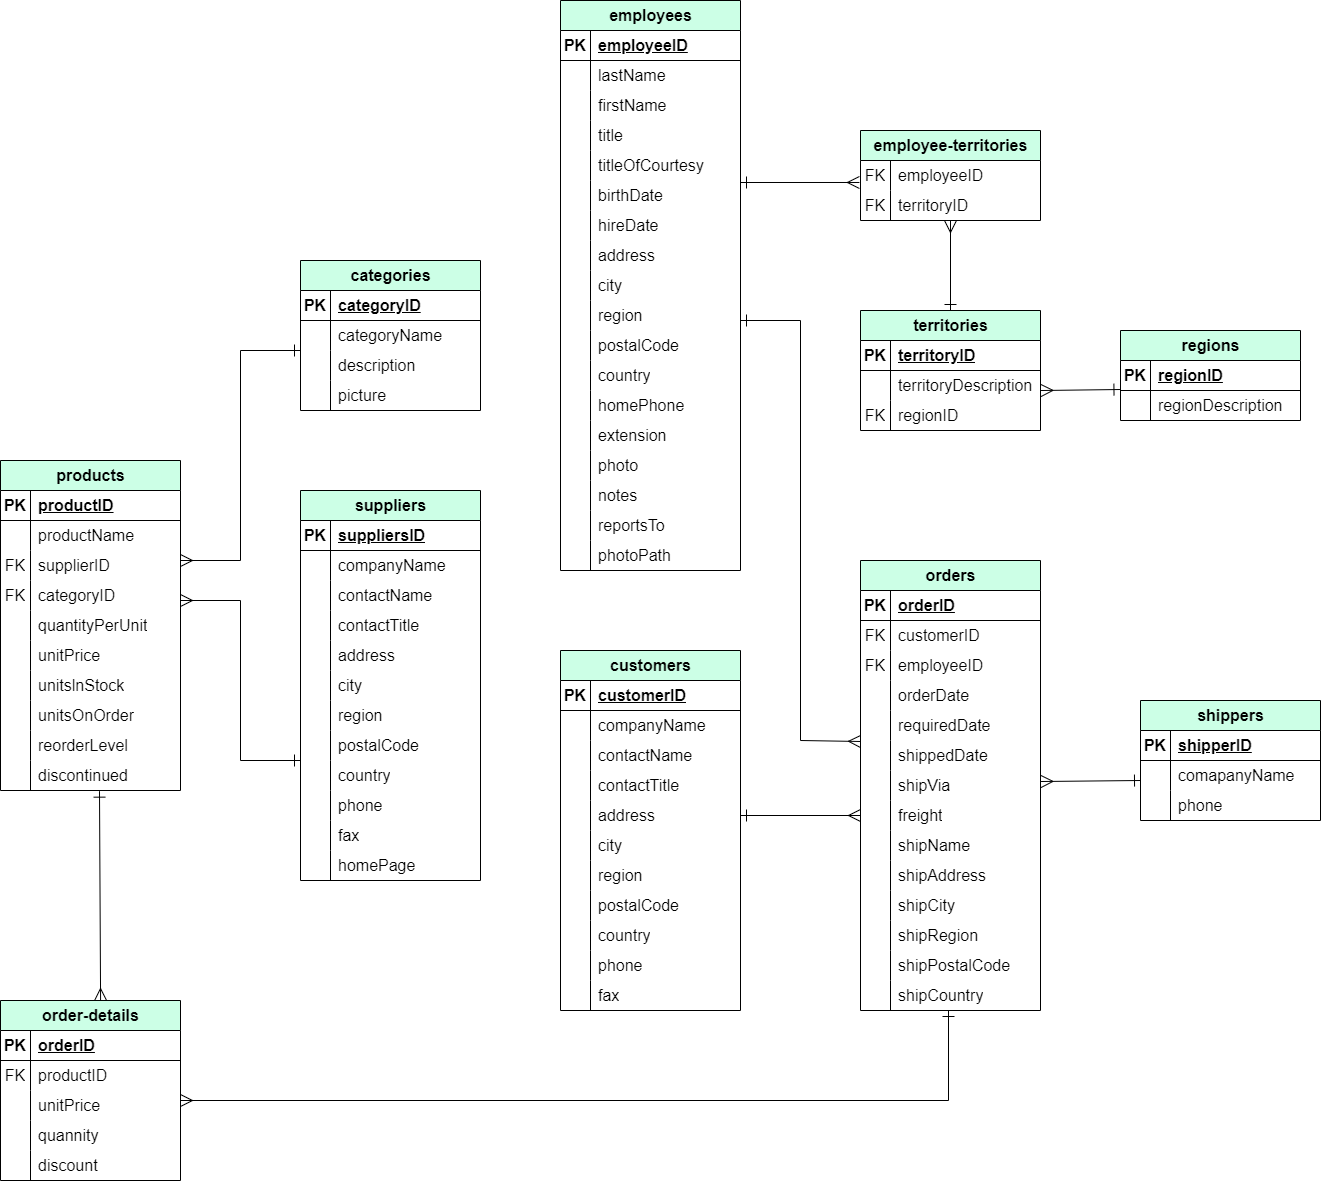 employees
PK employeeID
lastName
firstName
title
titleOfCourtesy
birthDate
hireDate
address
city
region
postalCode
country
homePhone
extension
photo
notes
reportsTo
photoPath
employee-territories
FK employeeID
FK territoryID
categories
PK categoryID
categoryName
description
picture
territories
PK territoryID
territoryDescription
FK regionID
regions
PK regionID
regionDescription
products
PK productID
productName
FK supplierID
FK categoryID
quantityPerUnit
unitPrice
unitsInStock
unitsOnOrder
reorderLevel
discontinued
suppliers
PK suppliersID
companyName
contactName
contactTitle
address
city
region
postalCode
country
phone
fax
homePage
customers
PK customerID
companyName
contactName
contactTitle
address
city
region
postalCode
country
phone
fax
orders
PK orderID
FK customerID
FK employeeID
orderDate
requiredDate
shippedDate
shipVia
freight
shipName
shipAddress
shipCity
shipRegion
shipPostalCode
shipCountry
shippers
PK shipperID
comapanyName
phone
order-details
PK orderID
FK productID
unitPrice
quannity
discount